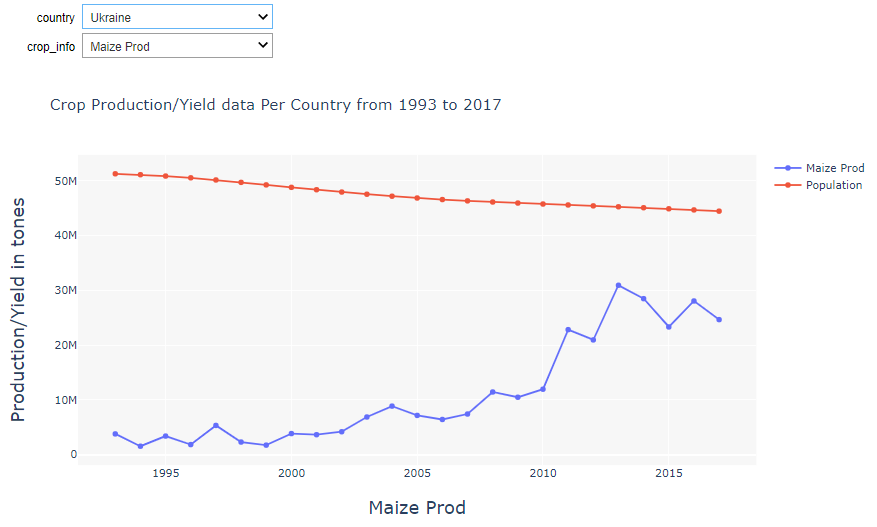 country Ukraine
crop_info Maize Prod
Crop Production/Yield data Per Country from 1993 to 2017
Maize Prod
Population
Production/Yield in tones
50M
40M
30M
20M
10M
0
1995 2000 2005 2010 2015
Maize Prod